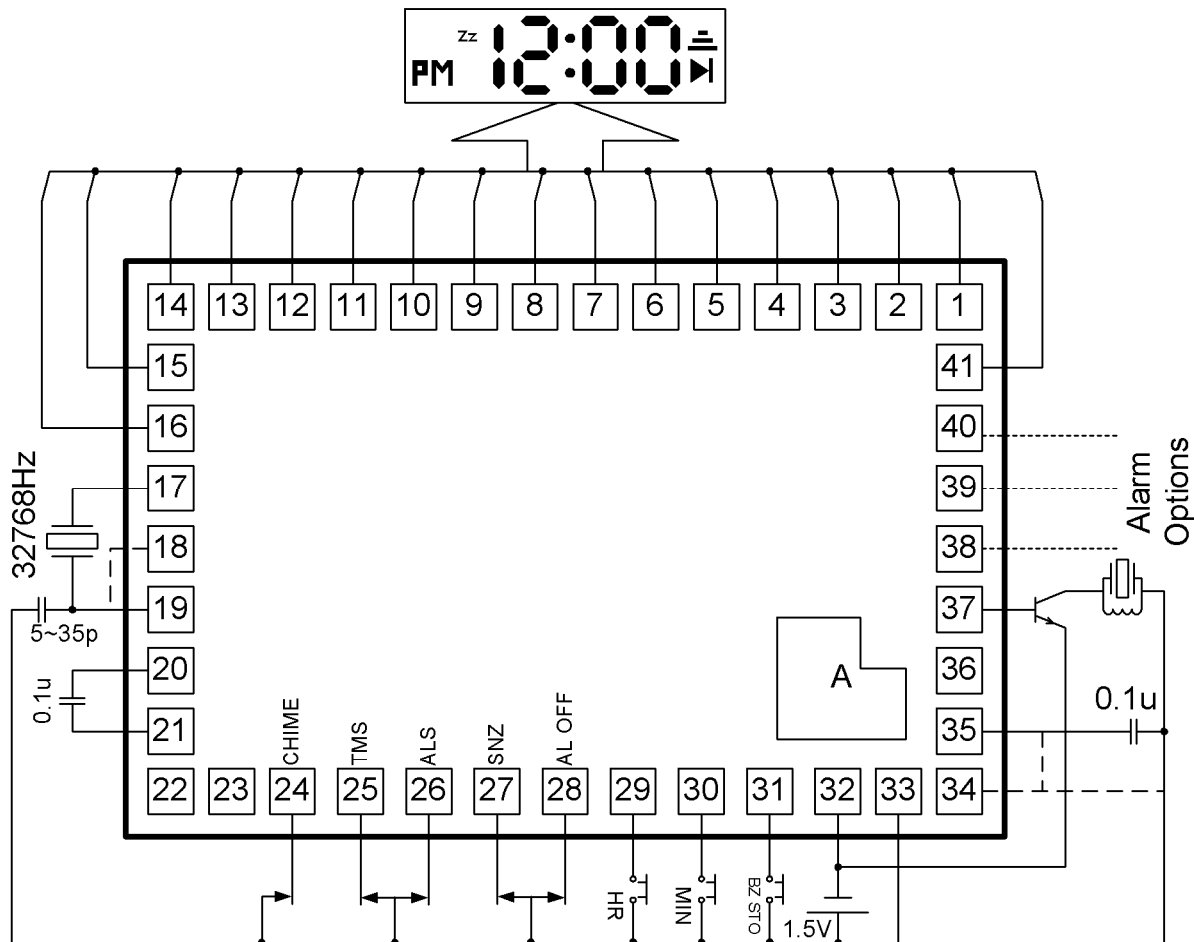 Zz 12:00
PM
14 13 12 11 10 9 8 7 6 5 4 3 2 1
15 41
16 40
17 39
18 38
19 37
20 36
21 35
22 23 24 25 26 27 28 29 30 31 32 33 34
32768Hz
5~35p
0.1u
CHIME
TMS
ALS
SNZ
AL OFF
A
Alarm
Options
0.1u
HR
MIN
BZ STO
1.5V